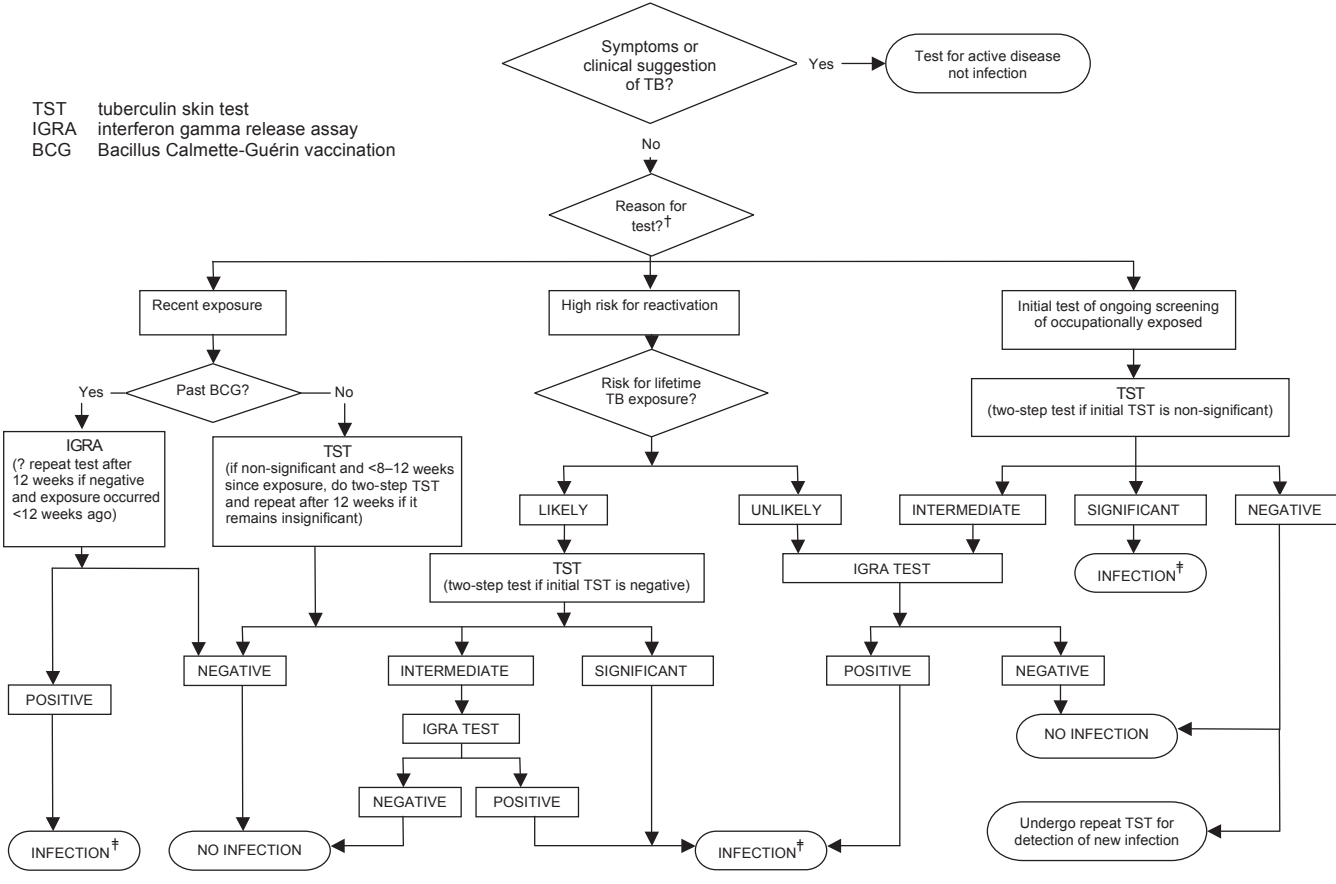 Symptoms or
clinical suggestion
of TB?
Yes
Test for active disease
not infection
TST tuberculin skin test
IGRA interferon gamma release assay
BCG Bacillus Calmette-Guérin vaccination
No
Reason for
test?†
Recent exposure
High risk for reactivation
Initial test of ongoing screening
of occupationally exposed
Yes
Past BCG?
No
Risk for lifetime
TB exposure?
TST
(two-step test if initial TST is non-significant)
IGRA
(? repeat test after
12 weeks if negative
and exposure occurred
<12 weeks ago)
TST
(if non-significant and <8–12 weeks
since exposure, do two-step TST
and repeat after 12 weeks if it
remains insignificant)
LIKELY
UNLIKELY
INTERMEDIATE
SIGNIFICANT
NEGATIVE
TST
(two-step test if initial TST is negative)
IGRA TEST
INFECTION‡
NEGATIVE
INTERMEDIATE
SIGNIFICANT
POSITIVE
NEGATIVE
POSITIVE
IGRA TEST
NO INFECTION
NEGATIVE
POSITIVE
Undergo repeat TST for
detection of new infection
INFECTION‡
NO INFECTION
INFECTION‡